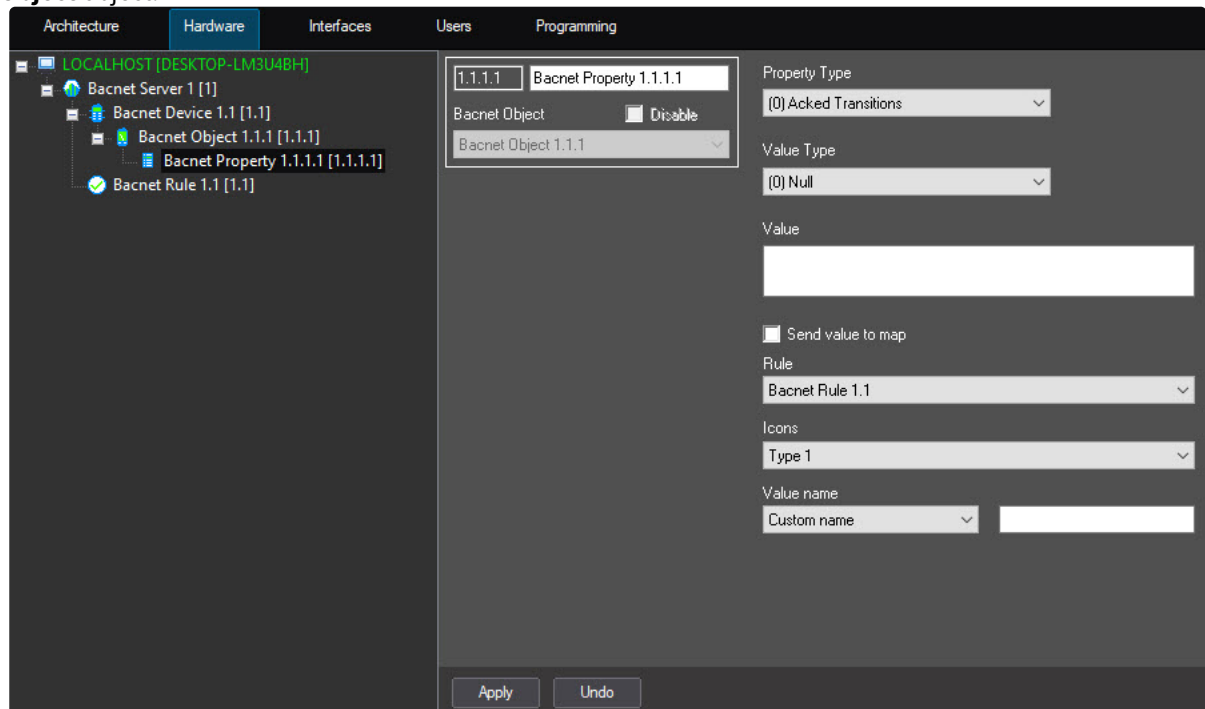 Architecture Hardware Interfaces Users Programming
LOCALHOST [DESKTOP-LM3U4BH]
Bacnet Server 1 [1]
Bacnet Device 1.1 [1.1]
Bacnet Object 1.1.1 [1.1.1]
Bacnet Property 1.1.1.1 [1.1.1.1]
Bacnet Rule 1.1 [1.1]
1.1.1.1 Bacnet Property 1.1.1.1
Bacnet Object Disable
Bacnet Object 1.1.1
Property Type
(0) Acked Transitions
Value Type
(0) Null
Value
Send value to map
Rule
Bacnet Rule 1.1
Icons
Type 1
Value name
Custom name
Apply Undo